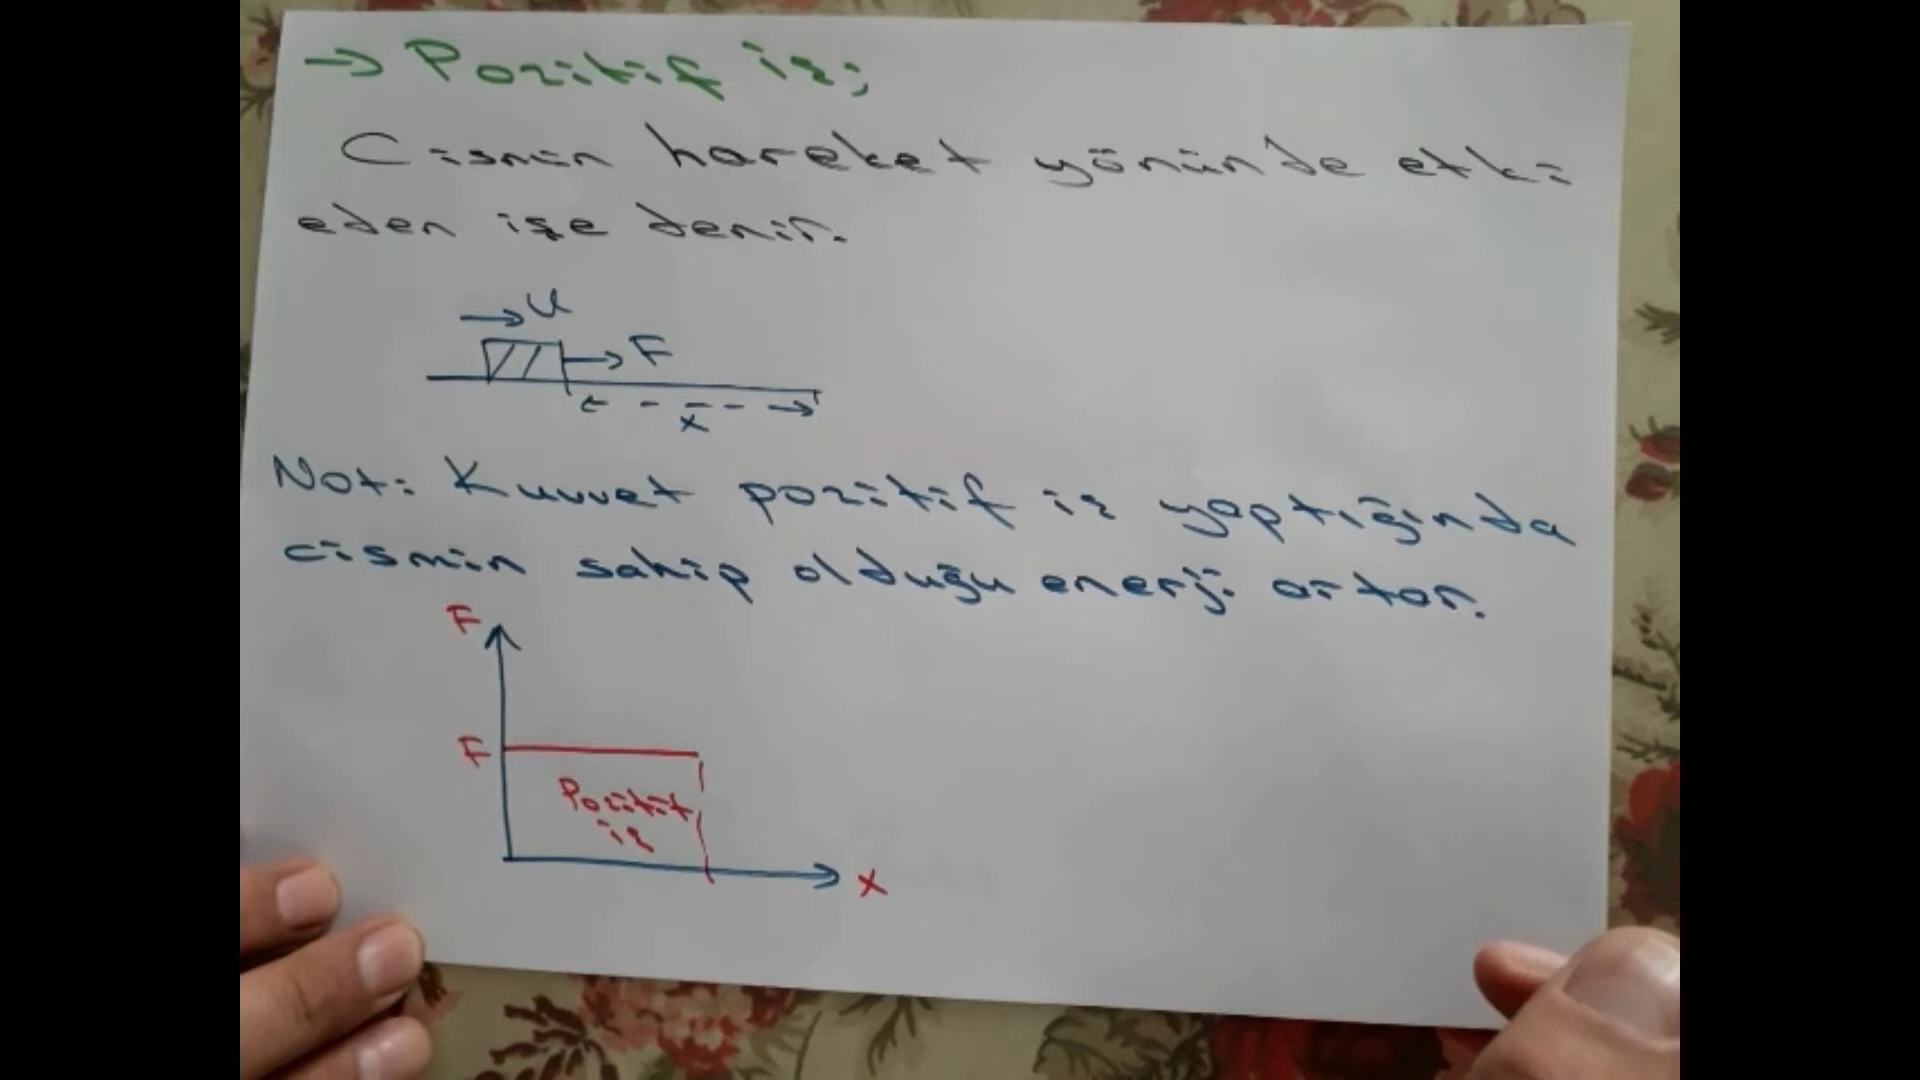 → Pozitif iş;
Cismin hareket yönünde etki
eden işe denir.
→ϑ
→ F
← - - - →
x
Not: Kuvvet pozitif iş yaptığında
cismin sahip olduğu enerji artar.
F
F
Pozitif
iş
x